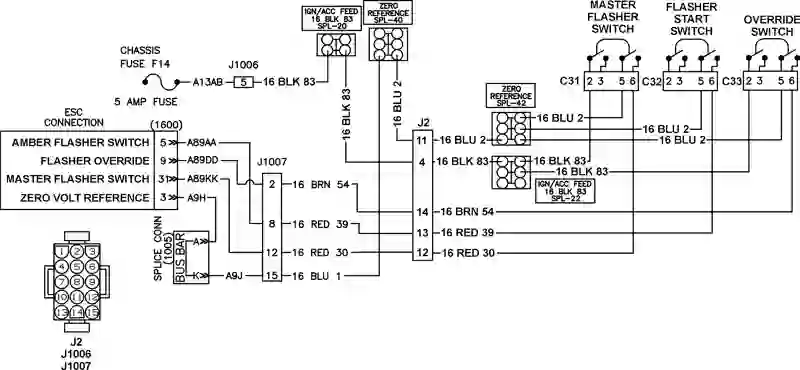 MASTER
FLASHER
SWITCH
FLASHER
START
SWITCH
OVERRIDE
SWITCH
IGN/ACC FEED
16 BLK 83
SPL-20
ZERO
REFERENCE
SPL-40
CHASSIS
FUSE F14
5 AMP FUSE
A13AB
J1006
5
16 BLK 83
16 BLK 83
16 BLU 2
C31 2 3 5 6
C32 2 3 5 6
C33 2 3 5 6
ZERO
REFERENCE
SPL-42
IGN/ACC FEED
16 BLK 83
SPL-22
ESC
CONNECTION
(1600)
AMBER FLASHER SWITCH 5 A89AA
FLASHER OVERRIDE 9 A89DD
MASTER FLASHER SWITCH 31 A89KK
ZERO VOLT REFERENCE 3 A9H
SPLICE CONN
(1005)
BUS BAR
A
K
A9J
J1007
2 16 BRN 54
8 16 RED 39
12 16 RED 30
15 16 BLU 1
J2
11 16 BLU 2
16 BLU 2
16 BLU 2
4 16 BLK 83
16 BLK 83
14 16 BRN 54
13 16 RED 39
12 16 RED 30
1 2 3
4 5 6
7 8 9
10 11 12
13 14 15
J2
J1006
J1007